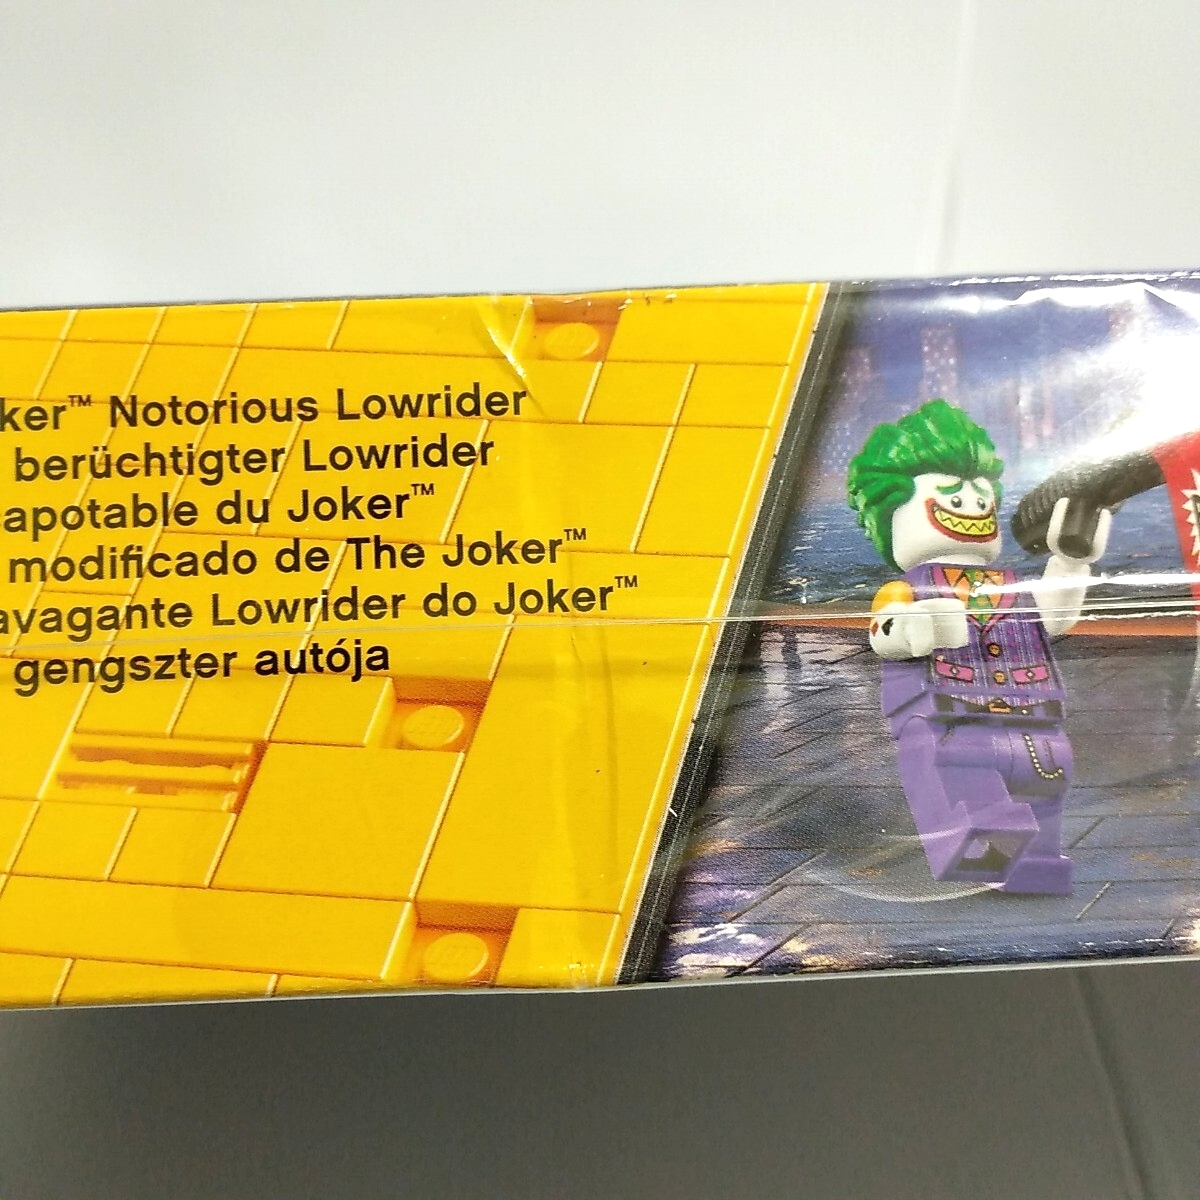 ker™ Notorious Lowrider
berüchtigter Lowrider
apotable du Joker™
modificado de The Joker™
avagante Lowrider do Joker™
gengszter autója